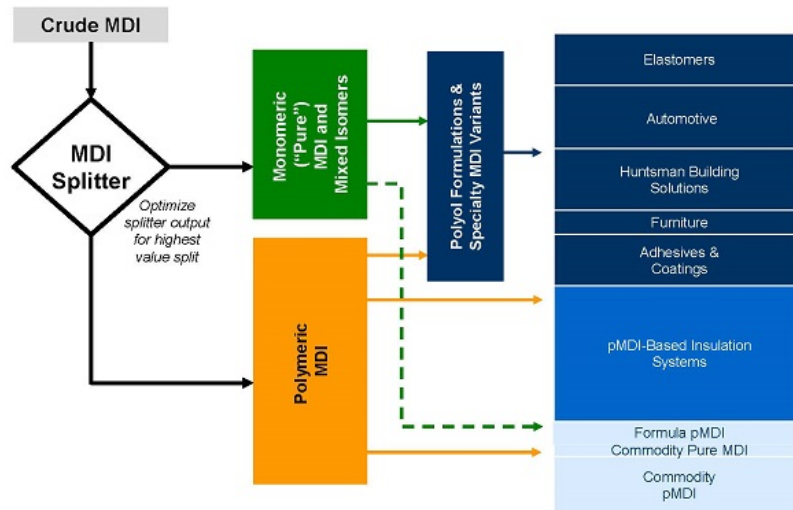 Crude MDI
MDI
Splitter
Optimize
splitter output
for highest
value split
Monomeric
("Pure")
MDI and
Mixed Isomers
Polymeric
MDI
Polyol Formulations &
Specialty MDI Variants
Elastomers
Automotive
Huntsman Building
Solutions
Furniture
Adhesives &
Coatings
pMDI-Based Insulation
Systems
Formula pMDI
Commodity Pure MDI
Commodity
pMDI